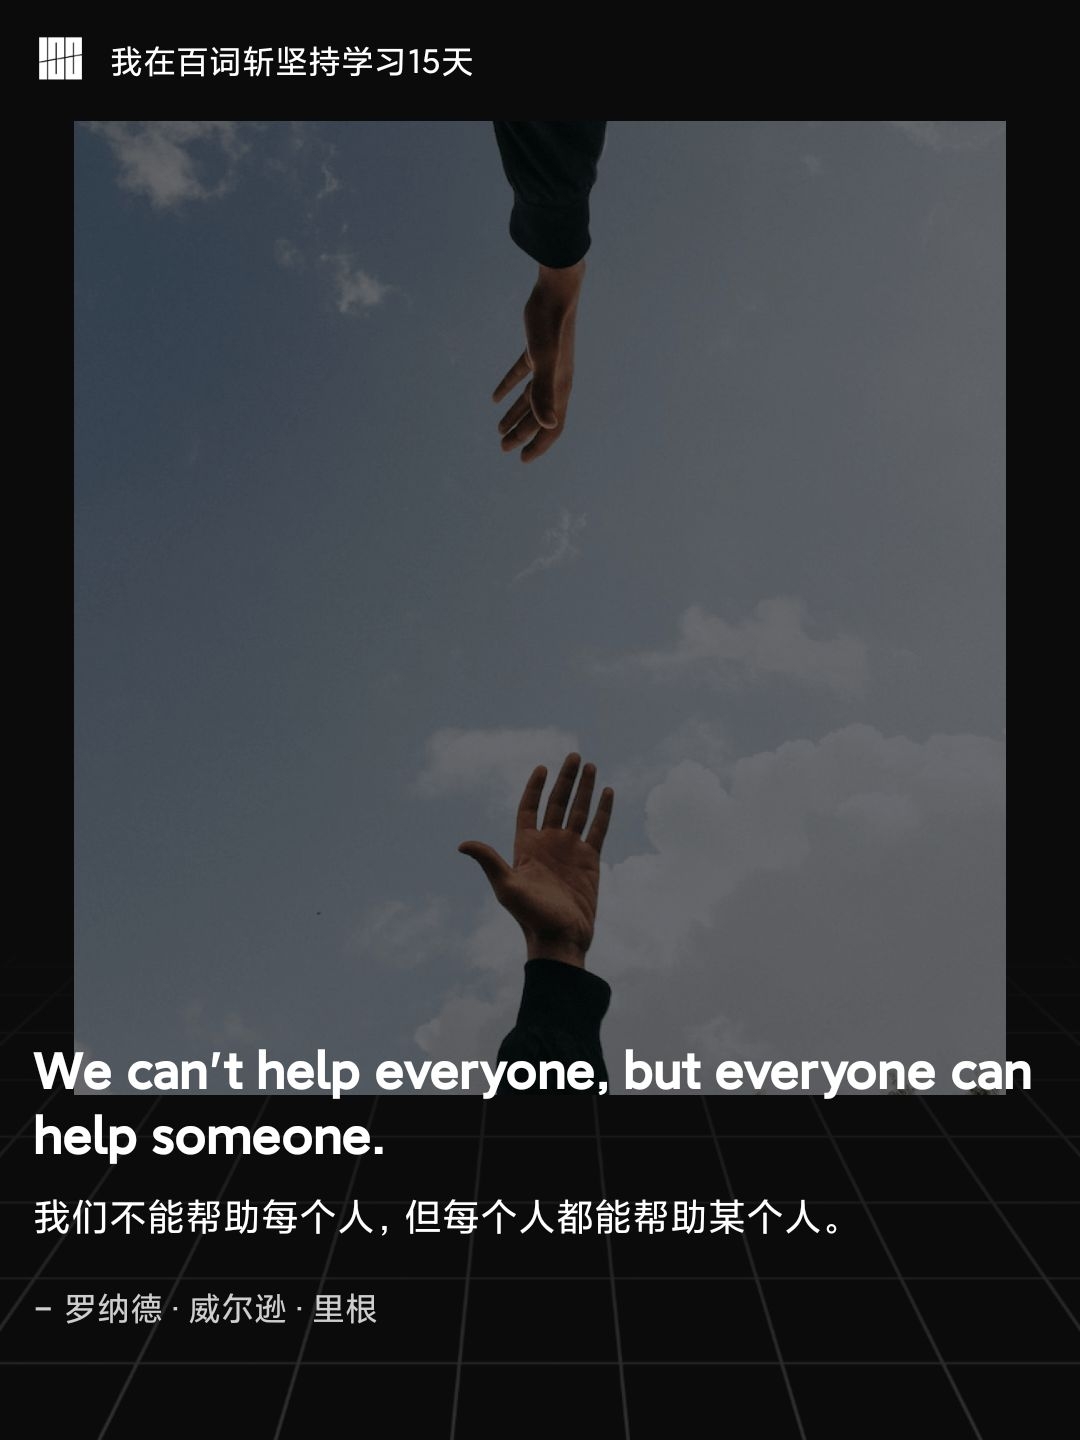 我在百词斩坚持学习15天
We can't help everyone, but everyone can
help someone.
我们不能帮助每个人，但每个人都能帮助某个人。
– 罗纳德 · 威尔逊 · 里根